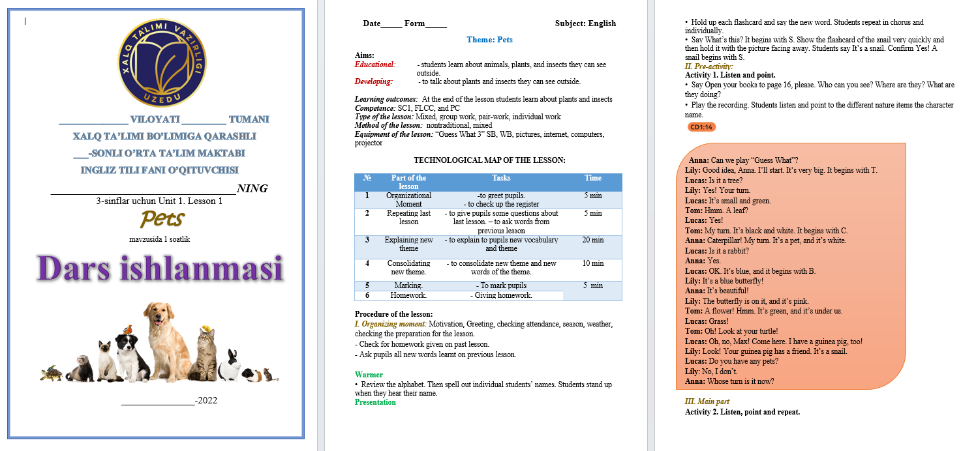 XALQ TALIMI VAZIRLIGI
UZEDU
____________ VILOYATI ________ TUMANI
XALQ TA'LIMI BO'LIMIGA QARASHLI
___-SONLI O'RTA TA'LIM MAKTABI
INGLIZ TILI FANI O'QITUVCHISI
______________________________NING
3-sinflar uchun Unit 1. Lesson 1
Pets
mavzusida 1 soatlik
Dars ishlanmasi
__________________-2022
Date_____ Form_____ Subject: English
Theme: Pets
Aims:
Educational: - students learn about animals, plants, and insects they can see
outside.
Developing: - to talk about plants and insects they can see outside.
Learning outcomes: At the end of the lesson students learn about plants and insects
Competence: SC1, FLCC, and PC
Type of the lesson: Mixed, group work, pair-work, individual work
Method of the lesson: nontraditional, mixed
Equipment of the lesson: "Guess What 3" SB, WB, pictures, internet, computers,
projector
TECHNOLOGICAL MAP OF THE LESSON:
№ Part of the lesson Tasks Time
1 Organizational Moment -to greet pupils. - to check up the register 5 min
2 Repeating last lesson - to give pupils some questions about last lesson. – to ask words from previous lesson 5 min
3 Explaining new theme - to explain to pupils new vocabulary and theme 20 min
4 Consolidating new theme. - to consolidate new theme and new words of the theme. 10 min
5 Marking. - To mark pupils 5 min
6 Homework. - Giving homework.
Procedure of the lesson:
I. Organizing moment: Motivation, Greeting, checking attendance, season, weather,
checking the preparation for the lesson.
- Check for homework given on past lesson.
- Ask pupils all new words learnt on previous lesson.
Warmer
• Review the alphabet. Then spell out individual students' names. Students stand up
when they hear their name.
Presentation
• Hold up each flashcard and say the new word. Students repeat in chorus and
individually.
• Say What's this? It begins with S. Show the flashcard of the snail very quickly and
then hold it with the picture facing away. Students say It's a snail. Confirm Yes! A
snail begins with S.
II. Pre-activity:
Activity 1. Listen and point.
• Say Open your books to page 16, please. Who can you see? Where are they? What are
they doing?
• Play the recording. Students listen and point to the different nature items the character
name.
CD1:14
Anna: Can we play "Guess What"?
Lily: Good idea, Anna. I'll start. It's very big. It begins with T.
Lucas: Is it a tree?
Lily: Yes! Your turn.
Lucas: It's small and green.
Tom: Hmm. A leaf?
Lucas: Yes!
Tom: My turn. It's black and white. It begins with C.
Anna: Caterpillar! My turn. It's a pet, and it's white.
Lucas: Is it a rabbit?
Anna: Yes.
Lucas: OK. It's blue, and it begins with B.
Lily: It's a blue butterfly!
Anna: It's beautiful!
Lily: The butterfly is on it, and it's pink.
Tom: A flower! Hmm. It's green, and it's under us.
Lucas: Grass!
Tom: Oh! Look at your turtle!
Lucas: Oh, no, Max! Come here. I have a guinea pig, too!
Lily: Look! Your guinea pig has a friend. It's a snail.
Lucas: Do you have any pets?
Lily: No, I don't.
Anna: Whose turn is it now?
III. Main part
Activity 2. Listen, point and repeat.